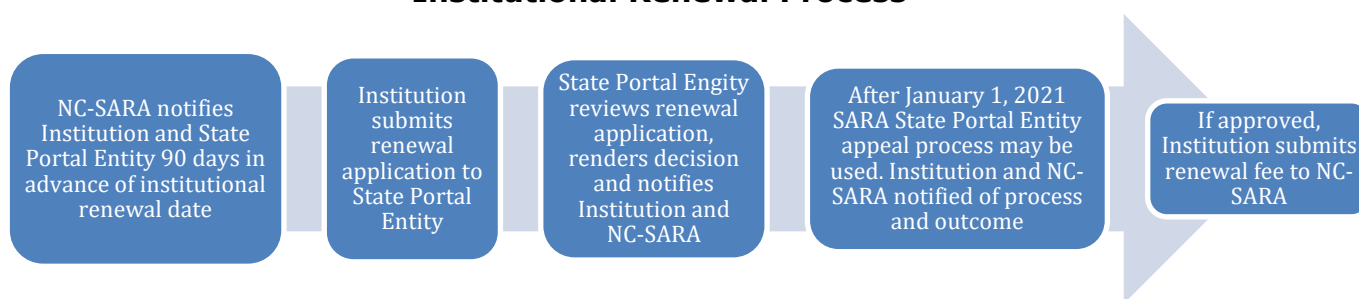 Institutional Renewal Process
NC-SARA notifies
Institution and State
Portal Entity 90 days in
advance of institutional
renewal date
Institution
submits
renewal
application to
State Portal
Entity
State Portal Engity
reviews renewal
application,
renders decision
and notifies
Institution and
NC-SARA
After January 1, 2021
SARA State Portal Entity
appeal process may be
used. Institution and NC-
SARA notified of process
and outcome
If approved,
Institution submits
renewal fee to NC-
SARA